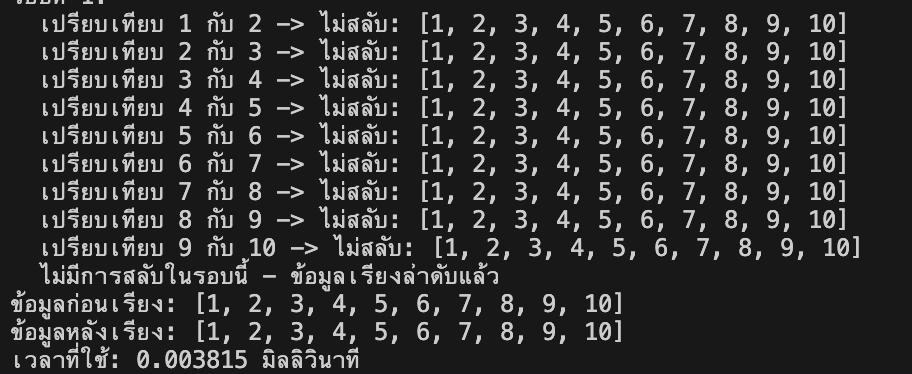 เปรียบเทียบ 1 กับ 2 -> ไม่สลับ: [1, 2, 3, 4, 5, 6, 7, 8, 9, 10]
เปรียบเทียบ 2 กับ 3 -> ไม่สลับ: [1, 2, 3, 4, 5, 6, 7, 8, 9, 10]
เปรียบเทียบ 3 กับ 4 -> ไม่สลับ: [1, 2, 3, 4, 5, 6, 7, 8, 9, 10]
เปรียบเทียบ 4 กับ 5 -> ไม่สลับ: [1, 2, 3, 4, 5, 6, 7, 8, 9, 10]
เปรียบเทียบ 5 กับ 6 -> ไม่สลับ: [1, 2, 3, 4, 5, 6, 7, 8, 9, 10]
เปรียบเทียบ 6 กับ 7 -> ไม่สลับ: [1, 2, 3, 4, 5, 6, 7, 8, 9, 10]
เปรียบเทียบ 7 กับ 8 -> ไม่สลับ: [1, 2, 3, 4, 5, 6, 7, 8, 9, 10]
เปรียบเทียบ 8 กับ 9 -> ไม่สลับ: [1, 2, 3, 4, 5, 6, 7, 8, 9, 10]
เปรียบเทียบ 9 กับ 10 -> ไม่สลับ: [1, 2, 3, 4, 5, 6, 7, 8, 9, 10]
ไม่มีการสลับในรอบนี้ - ข้อมูลเรียงลำดับแล้ว
ข้อมูลก่อนเรียง: [1, 2, 3, 4, 5, 6, 7, 8, 9, 10]
ข้อมูลหลังเรียง: [1, 2, 3, 4, 5, 6, 7, 8, 9, 10]
เวลาที่ใช้: 0.003815 มิลลิวินาที